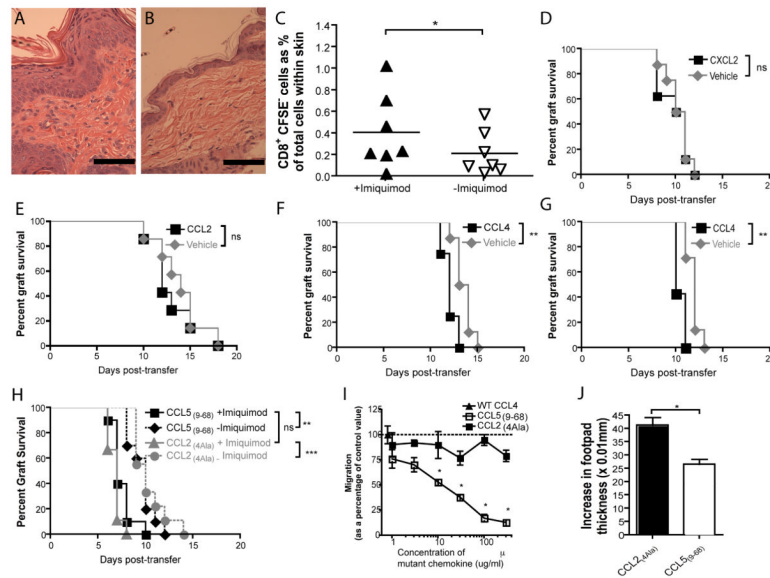 A
B
C
CD8+ CFSE- cells as % of total cells within skin
1.4
1.2
1.0
0.8
0.6
0.4
0.2
0.0
*
+Imiquimod
-Imiquimod
D
Percent graft survival
100
80
60
40
20
0
0 5 10 15 20
Days post-transfer
CXCL2
Vehicle
ns
E
Percent graft survival
100
80
60
40
20
0
0 5 10 15 20
Days post-transfer
CCL2
Vehicle
ns
F
Percent graft survival
100
80
60
40
20
0
0 5 10 15 20
Days post-transfer
CCL4
Vehicle
**
G
Percent graft survival
100
80
60
40
20
0
0 5 10 15 20
Days post-transfer
CCL4
Vehicle
**
H
Percent Graft survival
100
80
60
40
20
0
0 5 10 15 20
Days post-transfer
CCL5(9-68) +Imiquimod
CCL5(9-68) -Imiquimod
CCL2(4Ala) + Imiquimod
CCL2(4Ala) - Imiquimod
ns
**
***
I
Migration
(as a percentage of control value)
125
100
75
50
25
0
1 10 100
WT CCL4
CCL5(9-68)
CCL2(4Ala)
* * * *
Concentration of μ
mutant chemokine (ug/ml)
J
Increase in footpad
thickness (x 0.01mm)
45
40
35
30
25
20
15
10
5
0
*
CCL2(4Ala)
CCL5(9-68)